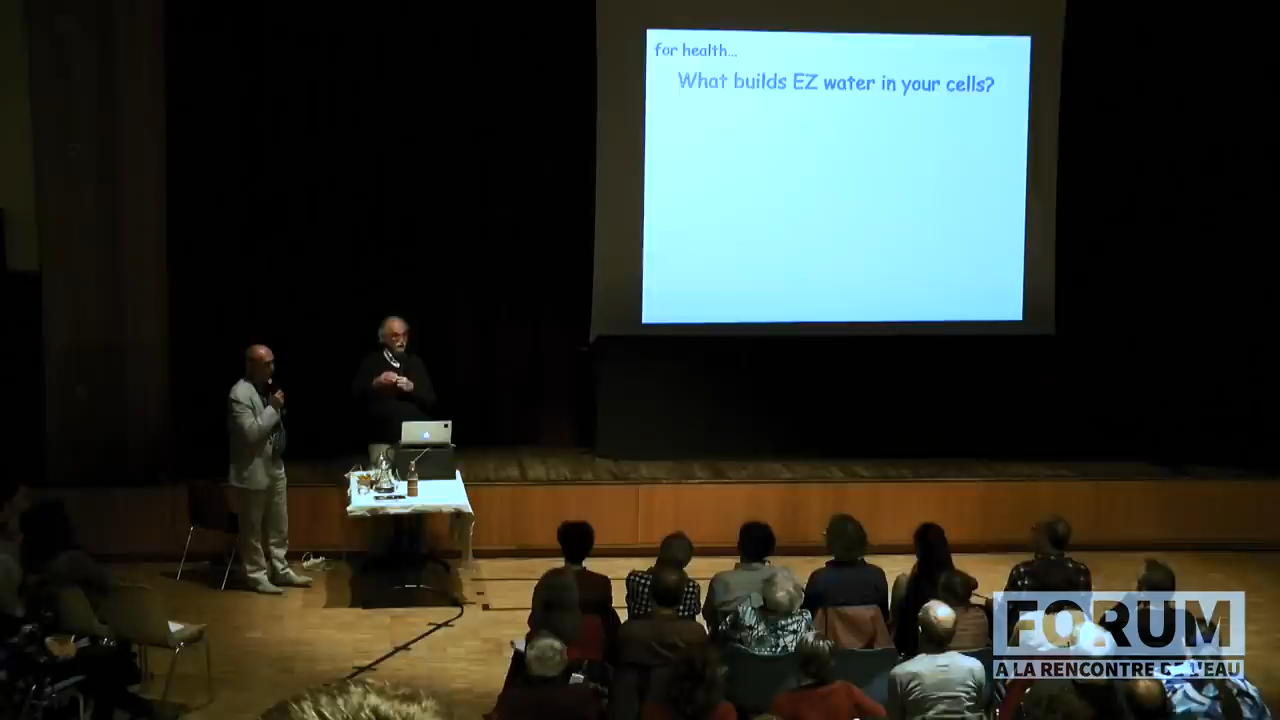 for health...
What builds EZ water in your cells?
FORUM
A LA RENCONTRE DE L'EAU